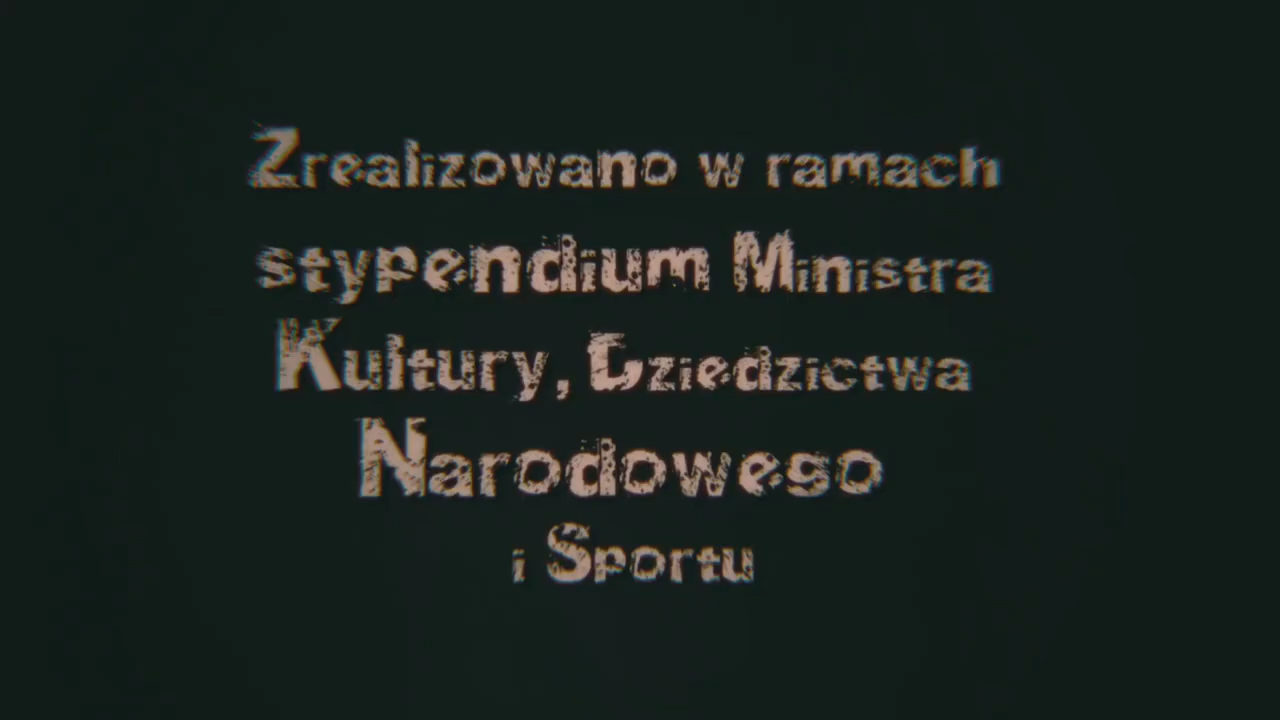 Zrealizowano w ramach
stypendium Ministra
Kultury, Dziedzictwa
Narodowego
i Sportu